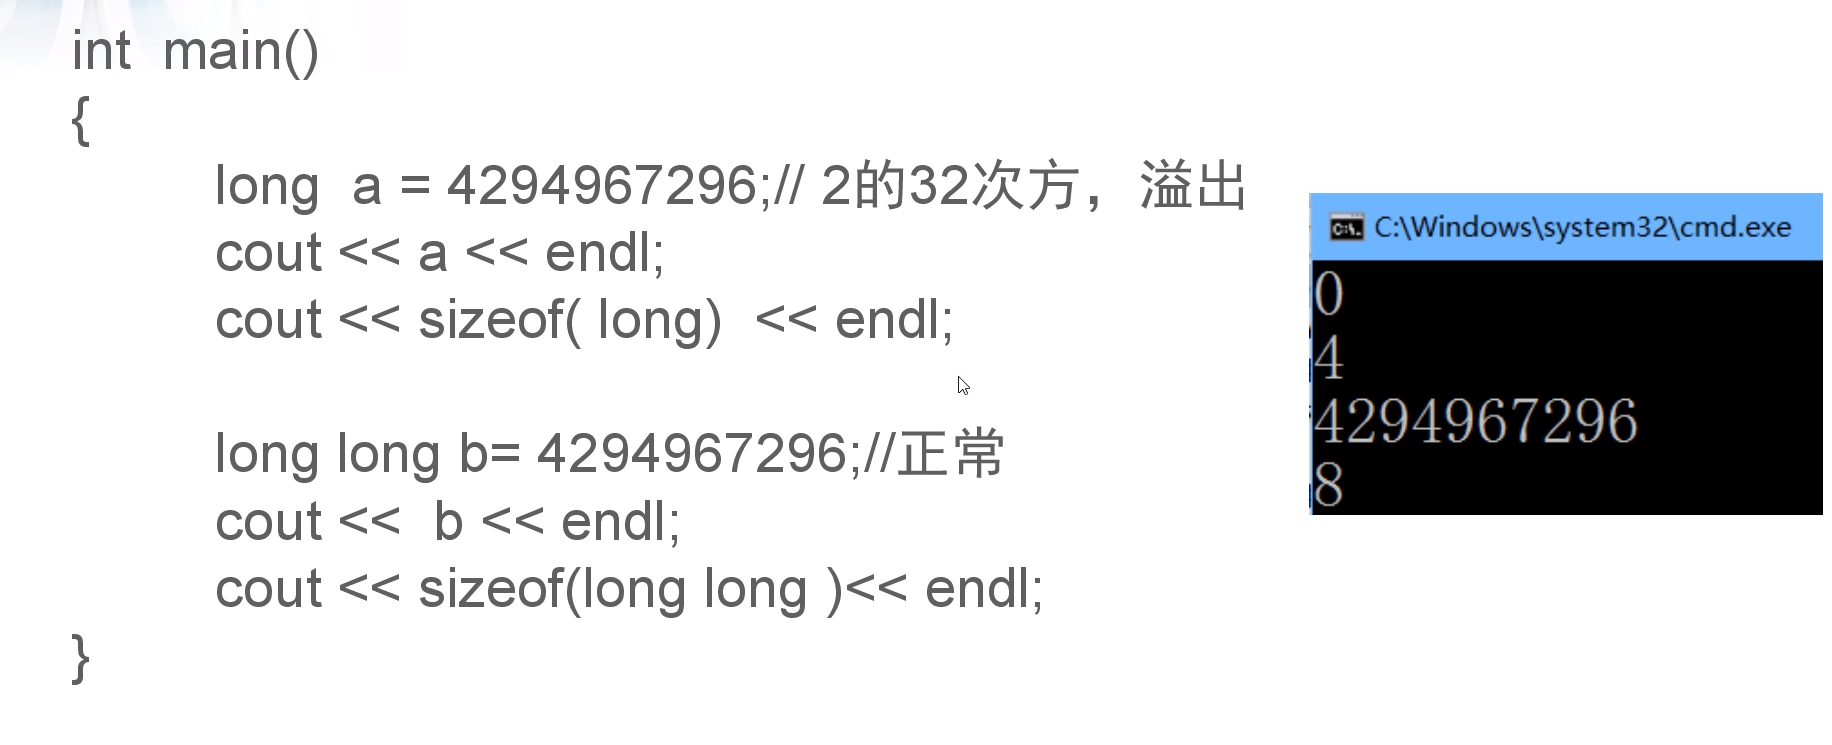 int  main()
{
long  a = 4294967296;// 2的32次方，溢出
cout << a << endl;
cout << sizeof( long)  << endl;
long long b= 4294967296;//正常
cout <<  b << endl;
cout << sizeof(long long )<< endl;
}
C:\Windows\system32\cmd.exe
0
4
4294967296
8